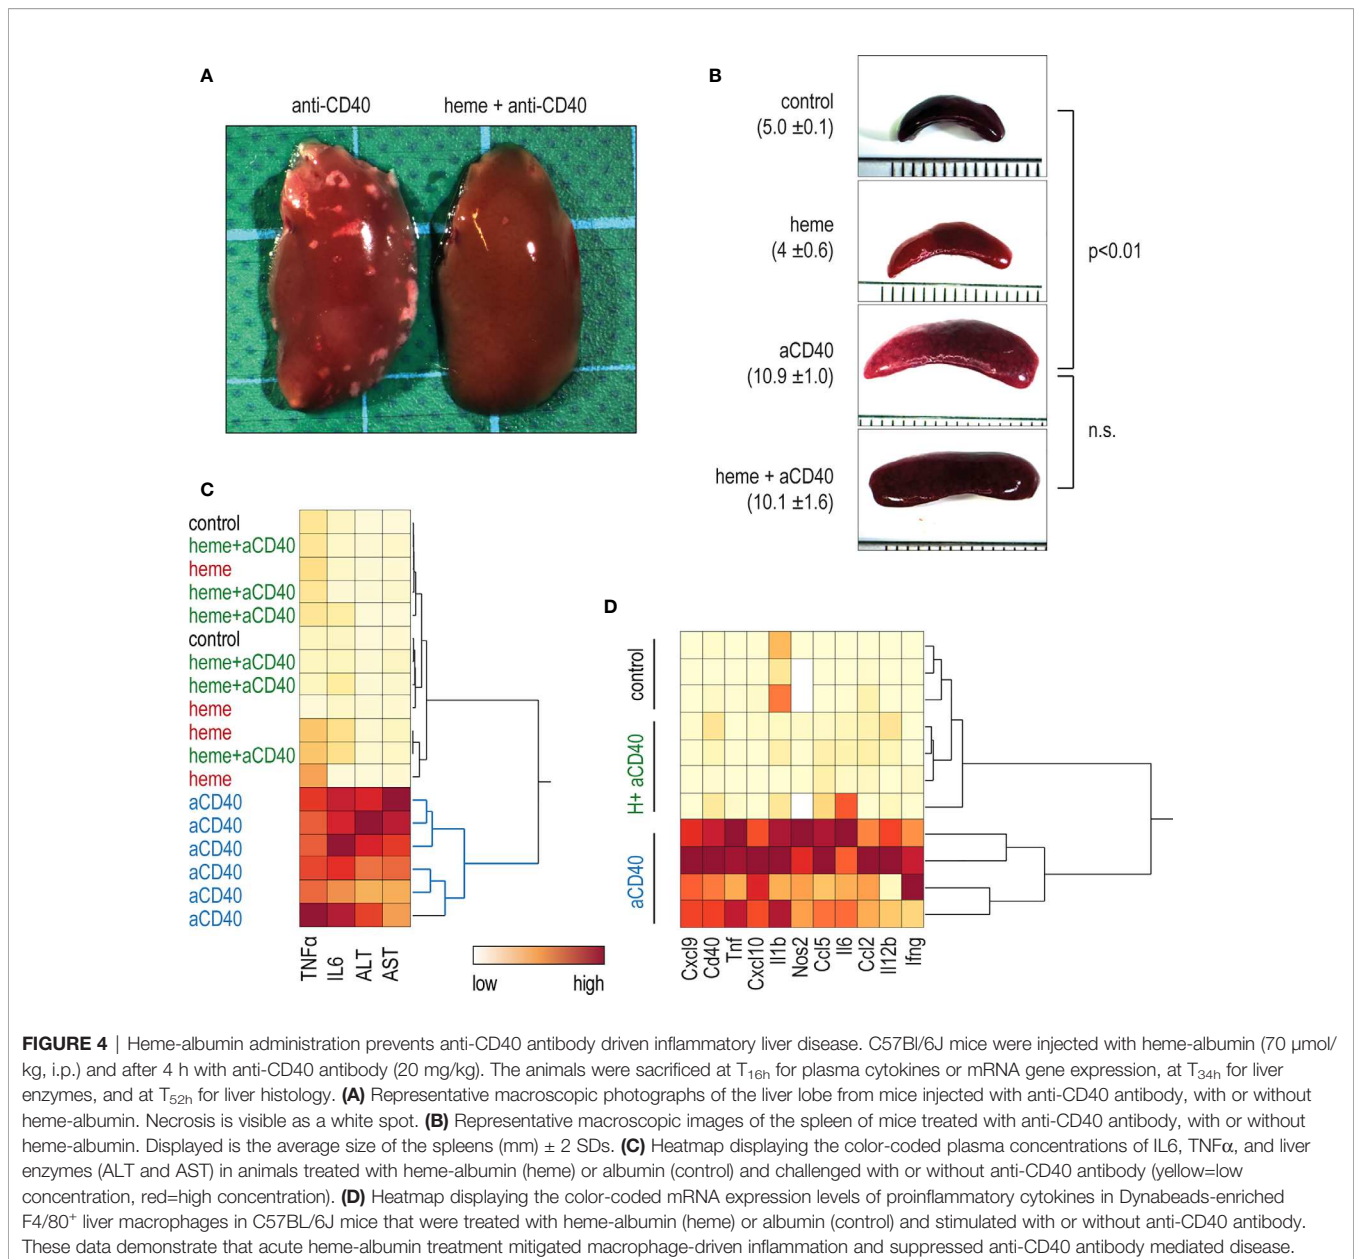 A
anti-CD40
heme + anti-CD40
B
control
(5.0 ±0.1)
heme
(4 ±0.6)
aCD40
(10.9 ±1.0)
heme + aCD40
(10.1 ±1.6)
p<0.01
n.s.
C
control
heme+aCD40
heme
heme+aCD40
heme+aCD40
control
heme+aCD40
heme+aCD40
heme
heme
heme+aCD40
heme
aCD40
aCD40
aCD40
aCD40
aCD40
aCD40
TNFα
IL6
ALT
AST
low
high
D
control
H+ aCD40
aCD40
Cxcl9
Cd40
Tnf
Cxcl10
Il1b
Nos2
Ccl5
Il6
Ccl2
Il12b
Ifng
FIGURE 4 | Heme-albumin administration prevents anti-CD40 antibody driven inflammatory liver disease. C57Bl/6J mice were injected with heme-albumin (70 µmol/
kg, i.p.) and after 4 h with anti-CD40 antibody (20 mg/kg). The animals were sacrificed at T16h for plasma cytokines or mRNA gene expression, at T34h for liver
enzymes, and at T52h for liver histology. (A) Representative macroscopic photographs of the liver lobe from mice injected with anti-CD40 antibody, with or without
heme-albumin. Necrosis is visible as a white spot. (B) Representative macroscopic images of the spleen of mice treated with anti-CD40 antibody, with or without
heme-albumin. Displayed is the average size of the spleens (mm) ± 2 SDs. (C) Heatmap displaying the color-coded plasma concentrations of IL6, TNFα, and liver
enzymes (ALT and AST) in animals treated with heme-albumin (heme) or albumin (control) and challenged with or without anti-CD40 antibody (yellow=low
concentration, red=high concentration). (D) Heatmap displaying the color-coded mRNA expression levels of proinflammatory cytokines in Dynabeads-enriched
F4/80+ liver macrophages in C57BL/6J mice that were treated with heme-albumin (heme) or albumin (control) and stimulated with or without anti-CD40 antibody.
These data demonstrate that acute heme-albumin treatment mitigated macrophage-driven inflammation and suppressed anti-CD40 antibody mediated disease.